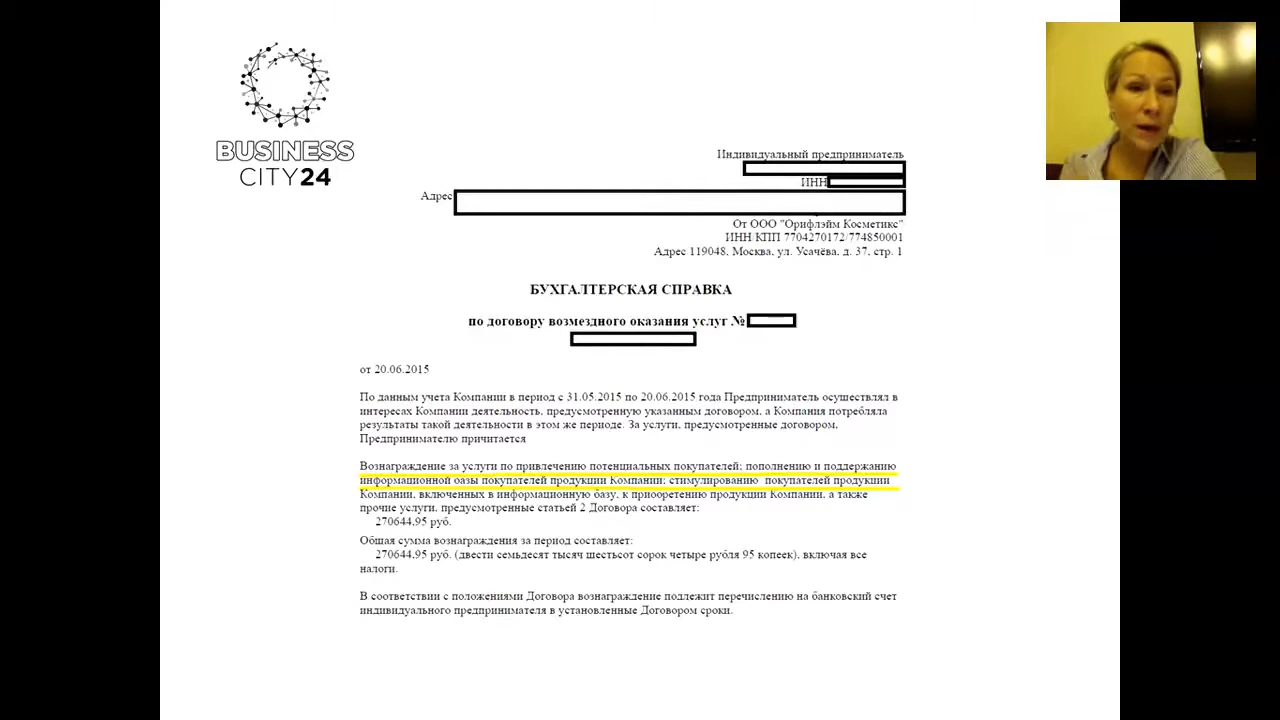 BUSINESS
CITY24
Индивидуальный предприниматель
ИНН
Адрес
От ООО "Орифлэйм Косметикс"
ИНН/КПП 7704270172/774850001
Адрес 119048, Москва, ул. Усачёва, д. 37, стр. 1
БУХГАЛТЕРСКАЯ СПРАВКА
по договору возмездного оказания услуг №
от 20.06.2015
По данным учета Компании в период с 31.05.2015 по 20.06.2015 года Предприниматель осуществлял в
интересах Компании деятельность, предусмотренную указанным договором, а Компания потребляла
результаты такой деятельности в этом же периоде. За услуги, предусмотренные договором,
Предпринимателю причитается
Вознаграждение за услуги по привлечению потенциальных покупателей; пополнению и поддержанию
информационной базы покупателей продукции Компании; стимулированию покупателей продукции
Компании, включенных в информационную базу, к приобретению продукции Компании, а также
прочие услуги, предусмотренные статьей 2 Договора составляет:
270644,95 руб.
Общая сумма вознаграждения за период составляет:
270644,95 руб. (двести семьдесят тысяч шестьсот сорок четыре рубля 95 копеек), включая все
налоги.
В соответствии с положениями Договора вознаграждение подлежит перечислению на банковский счет
индивидуального предпринимателя в установленные Договором сроки.